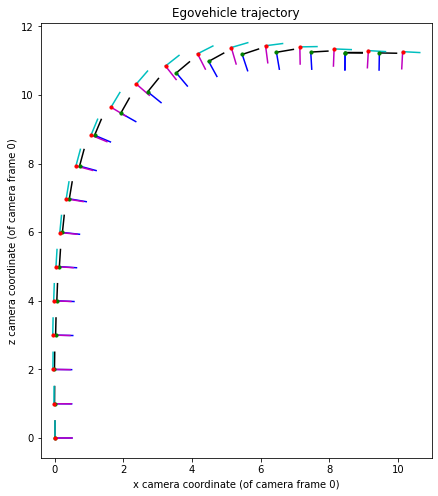 Egovehicle trajectory
z camera coordinate (of camera frame 0)
12
10
8
6
4
2
0
0 2 4 6 8 10
x camera coordinate (of camera frame 0)